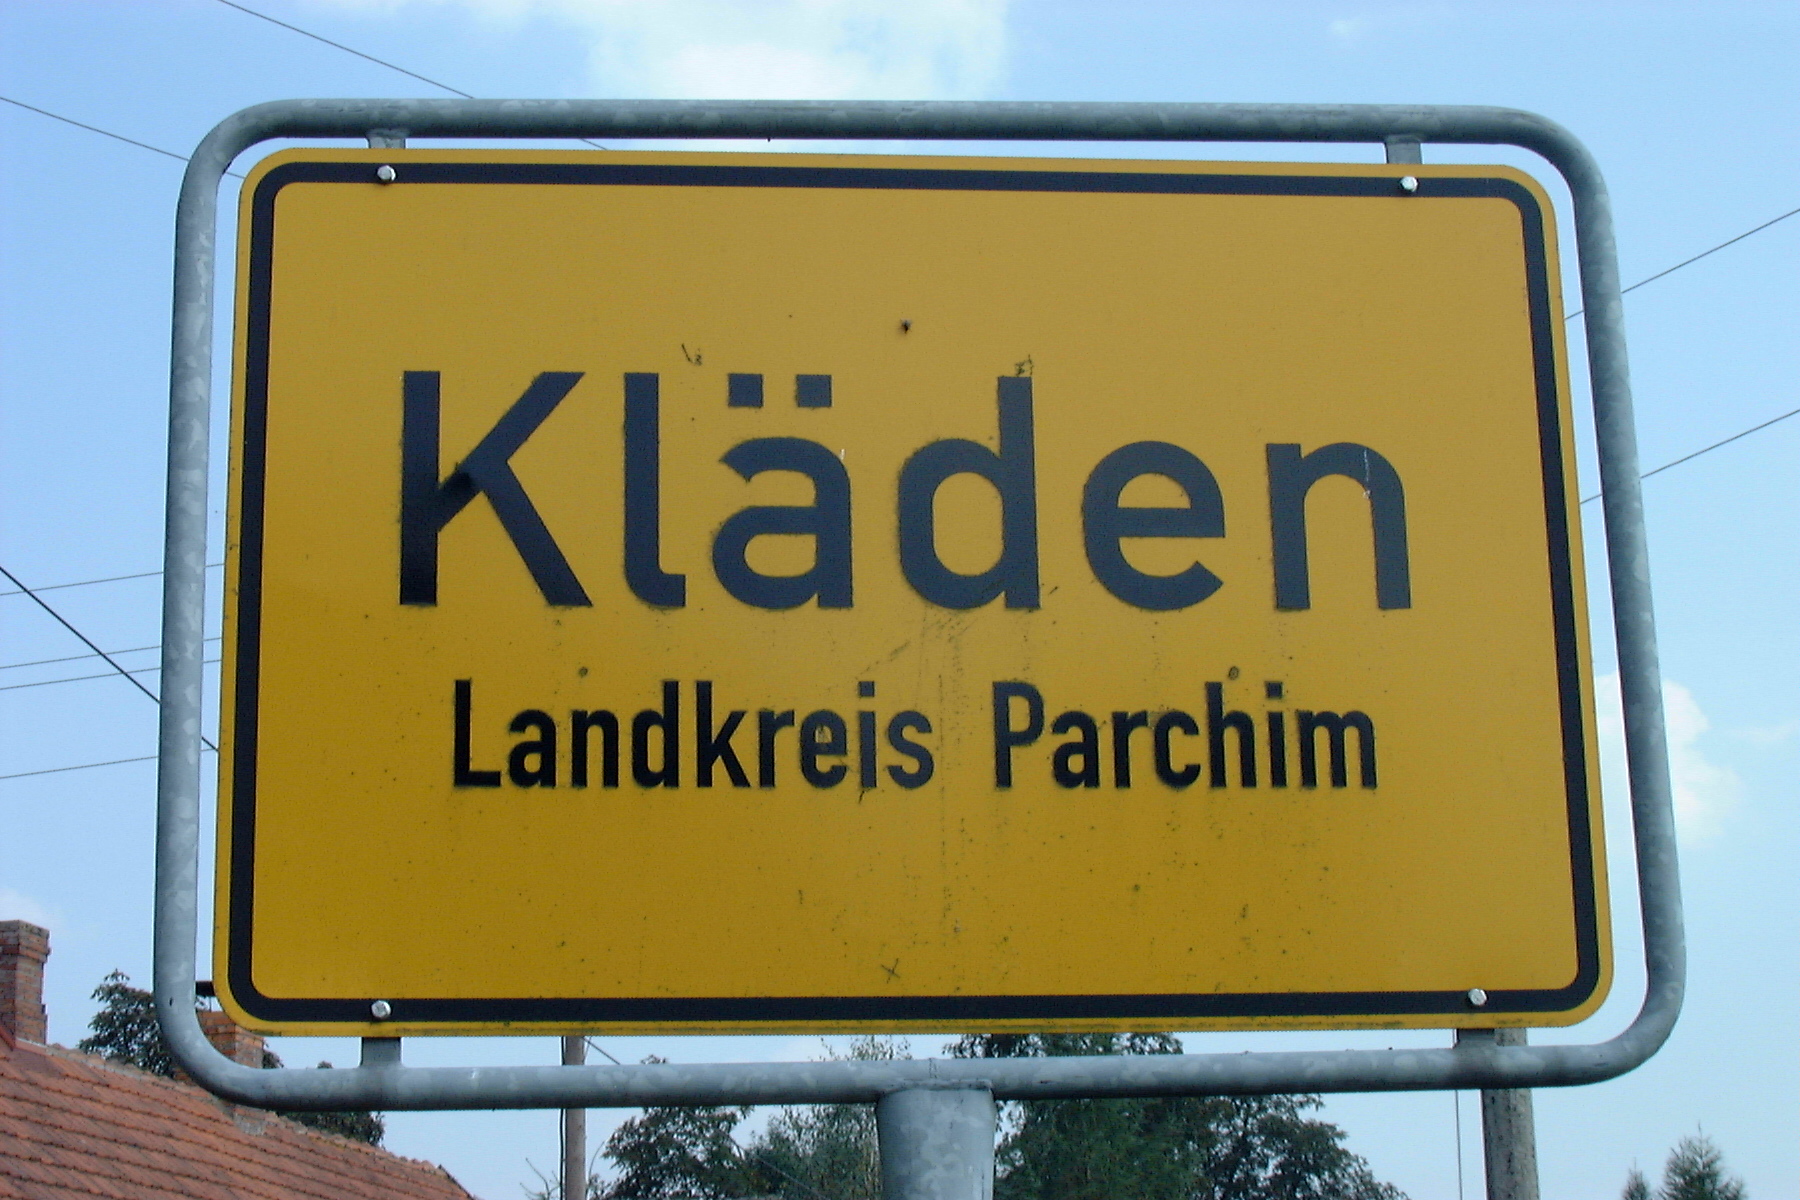 Kläden
Landkreis Parchim